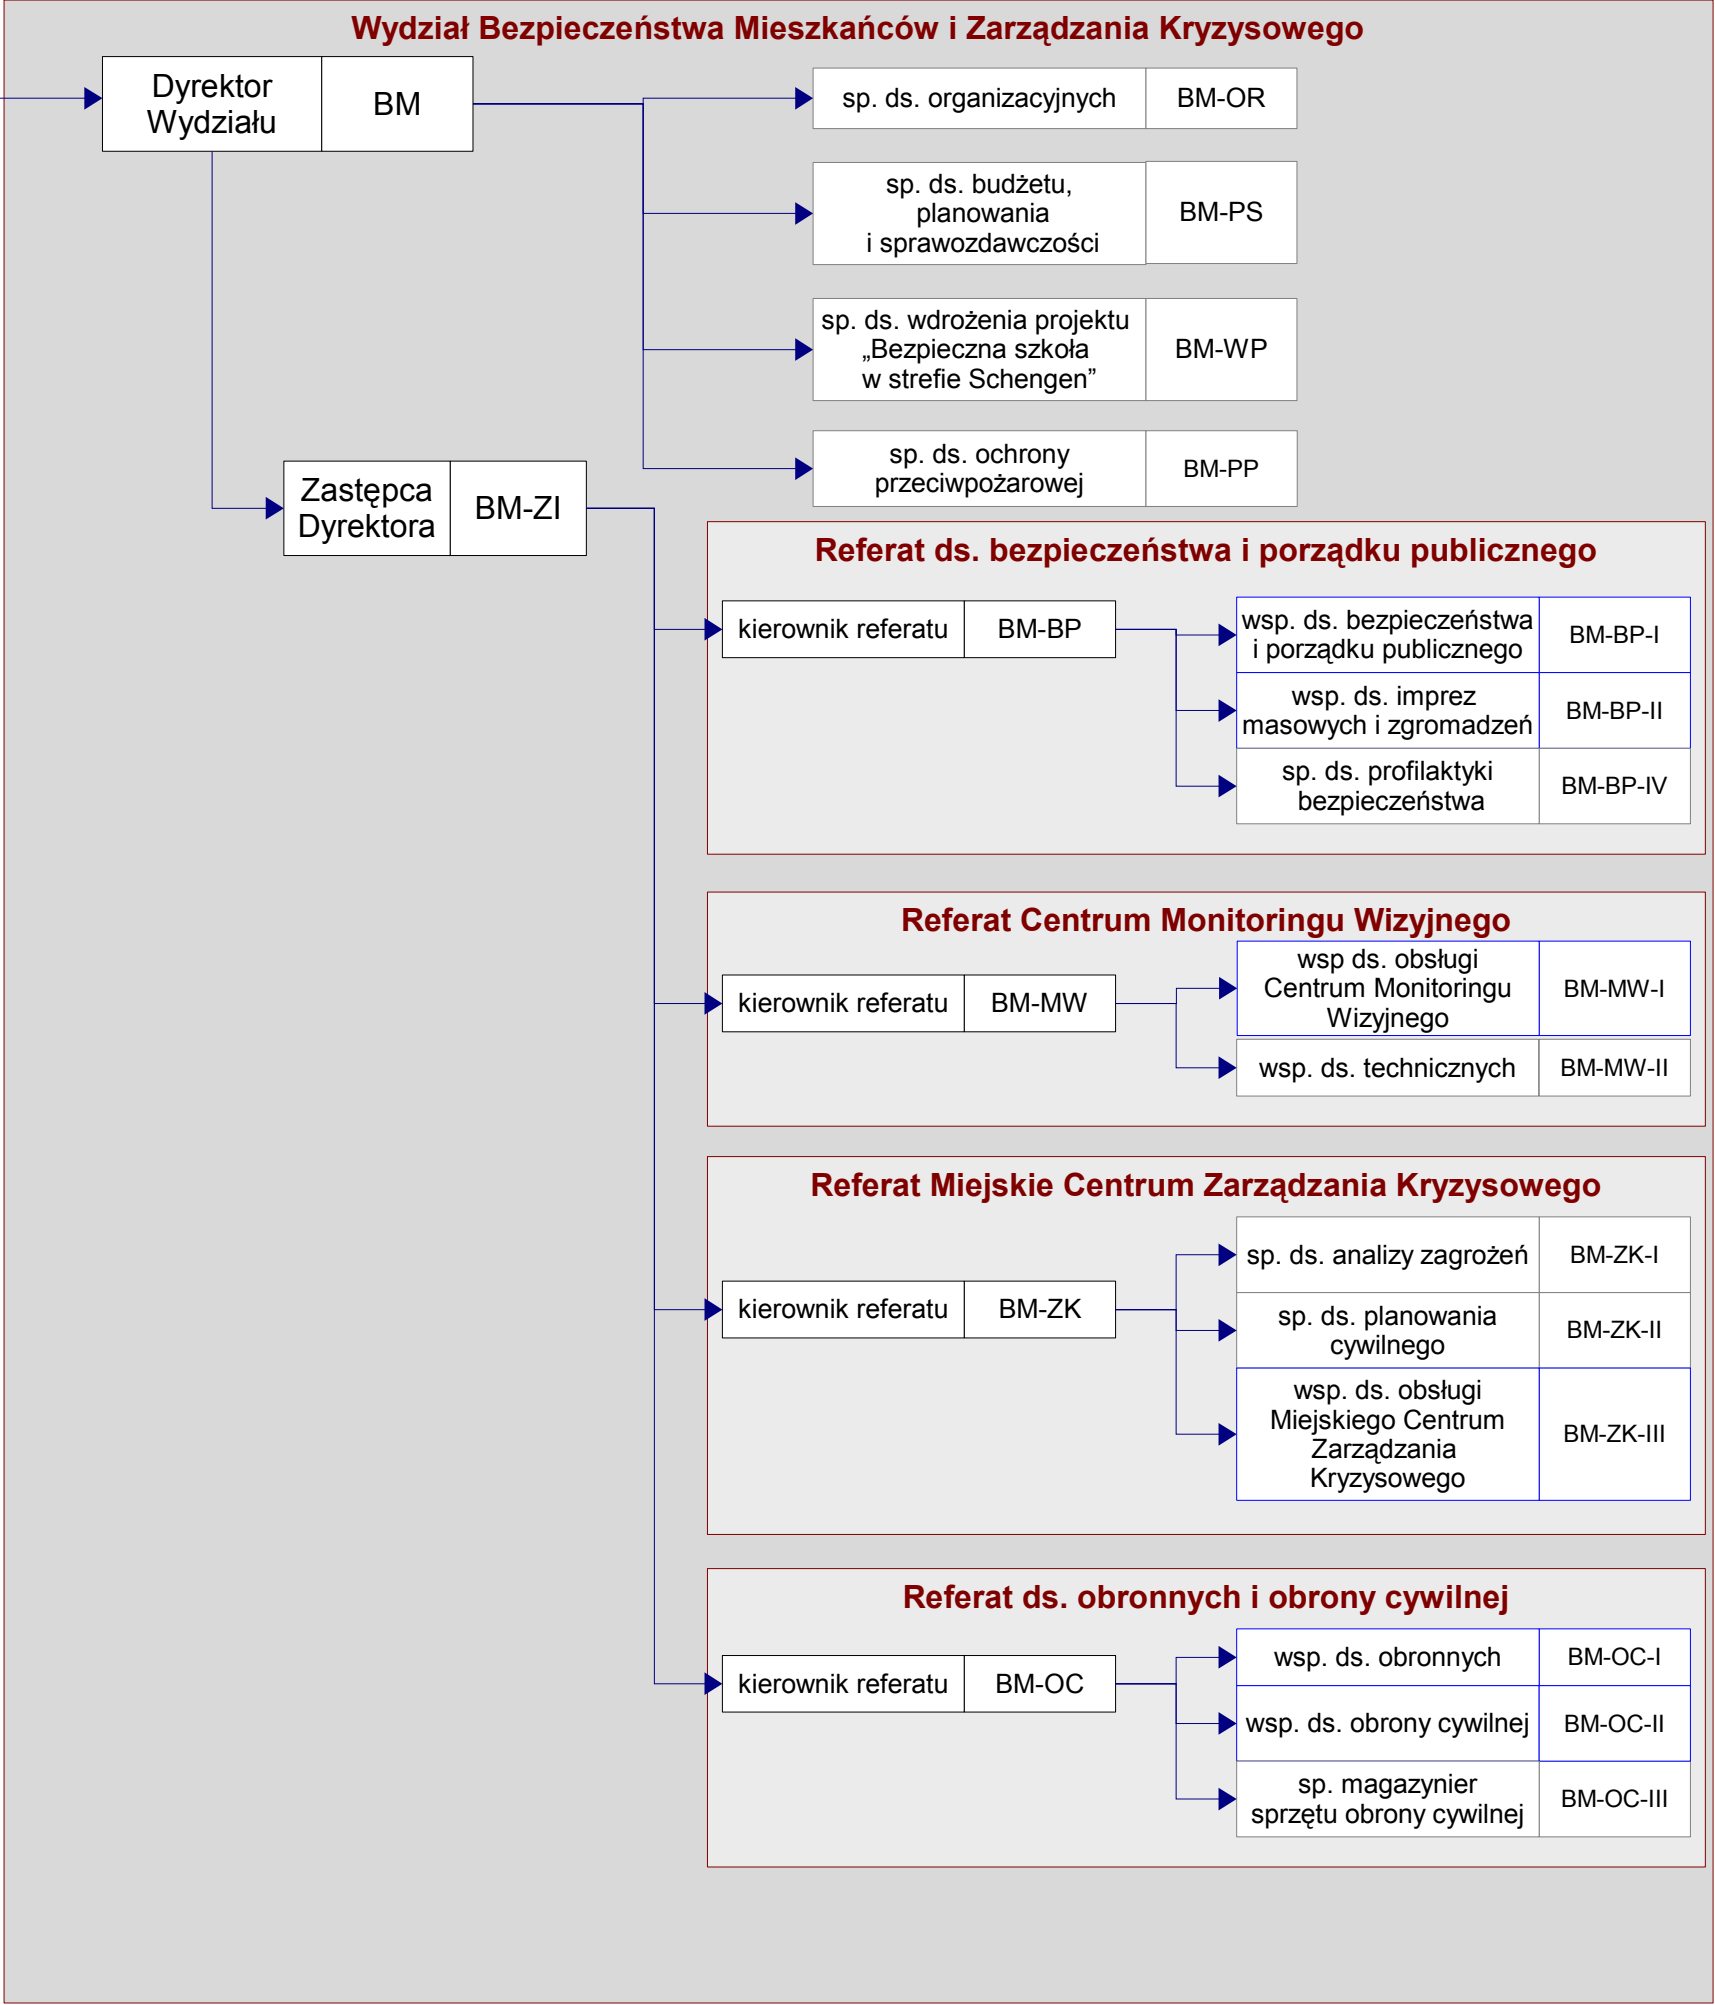 Wydział Bezpieczeństwa Mieszkańców i Zarządzania Kryzysowego
Dyrektor
Wydziału
BM
sp. ds. organizacyjnych
BM-OR
sp. ds. budżetu,
planowania
i sprawozdawczości
BM-PS
sp. ds. wdrożenia projektu
„Bezpieczna szkoła
w strefie Schengen”
BM-WP
sp. ds. ochrony
przeciwpożarowej
BM-PP
Zastępca
Dyrektora
BM-ZI
Referat ds. bezpieczeństwa i porządku publicznego
kierownik referatu
BM-BP
wsp. ds. bezpieczeństwa
i porządku publicznego
BM-BP-I
wsp. ds. imprez
masowych i zgromadzeń
BM-BP-II
sp. ds. profilaktyki
bezpieczeństwa
BM-BP-IV
Referat Centrum Monitoringu Wizyjnego
kierownik referatu
BM-MW
wsp ds. obsługi
Centrum Monitoringu
Wizyjnego
BM-MW-I
wsp. ds. technicznych
BM-MW-II
Referat Miejskie Centrum Zarządzania Kryzysowego
kierownik referatu
BM-ZK
sp. ds. analizy zagrożeń
BM-ZK-I
sp. ds. planowania
cywilnego
BM-ZK-II
wsp. ds. obsługi
Miejskiego Centrum
Zarządzania
Kryzysowego
BM-ZK-III
Referat ds. obronnych i obrony cywilnej
kierownik referatu
BM-OC
wsp. ds. obronnych
BM-OC-I
wsp. ds. obrony cywilnej
BM-OC-II
sp. magazynier
sprzętu obrony cywilnej
BM-OC-III